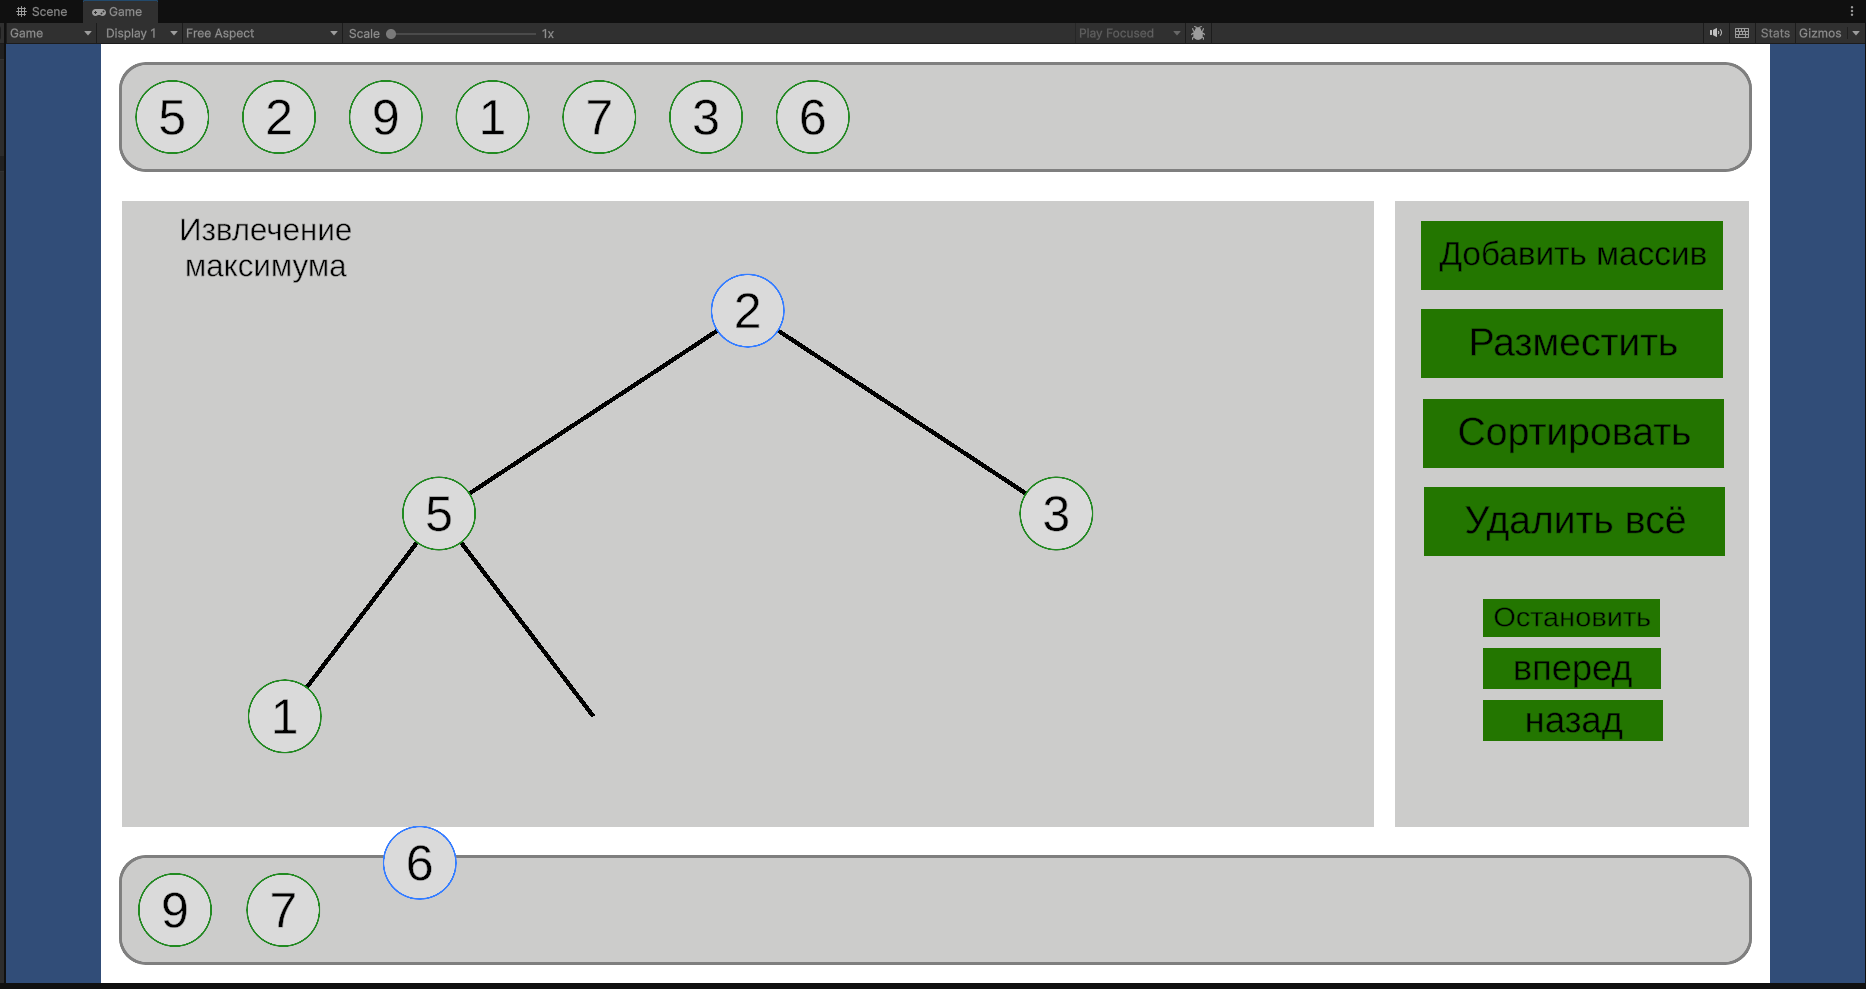 Scene Game
Game Display 1 Free Aspect Scale 1x Play Focused Stats Gizmos
5 2 9 1 7 3 6
Извлечение
максимума
2
5 3
1
Добавить массив
Разместить
Сортировать
Удалить всё
Остановить
вперед
назад
6
9 7